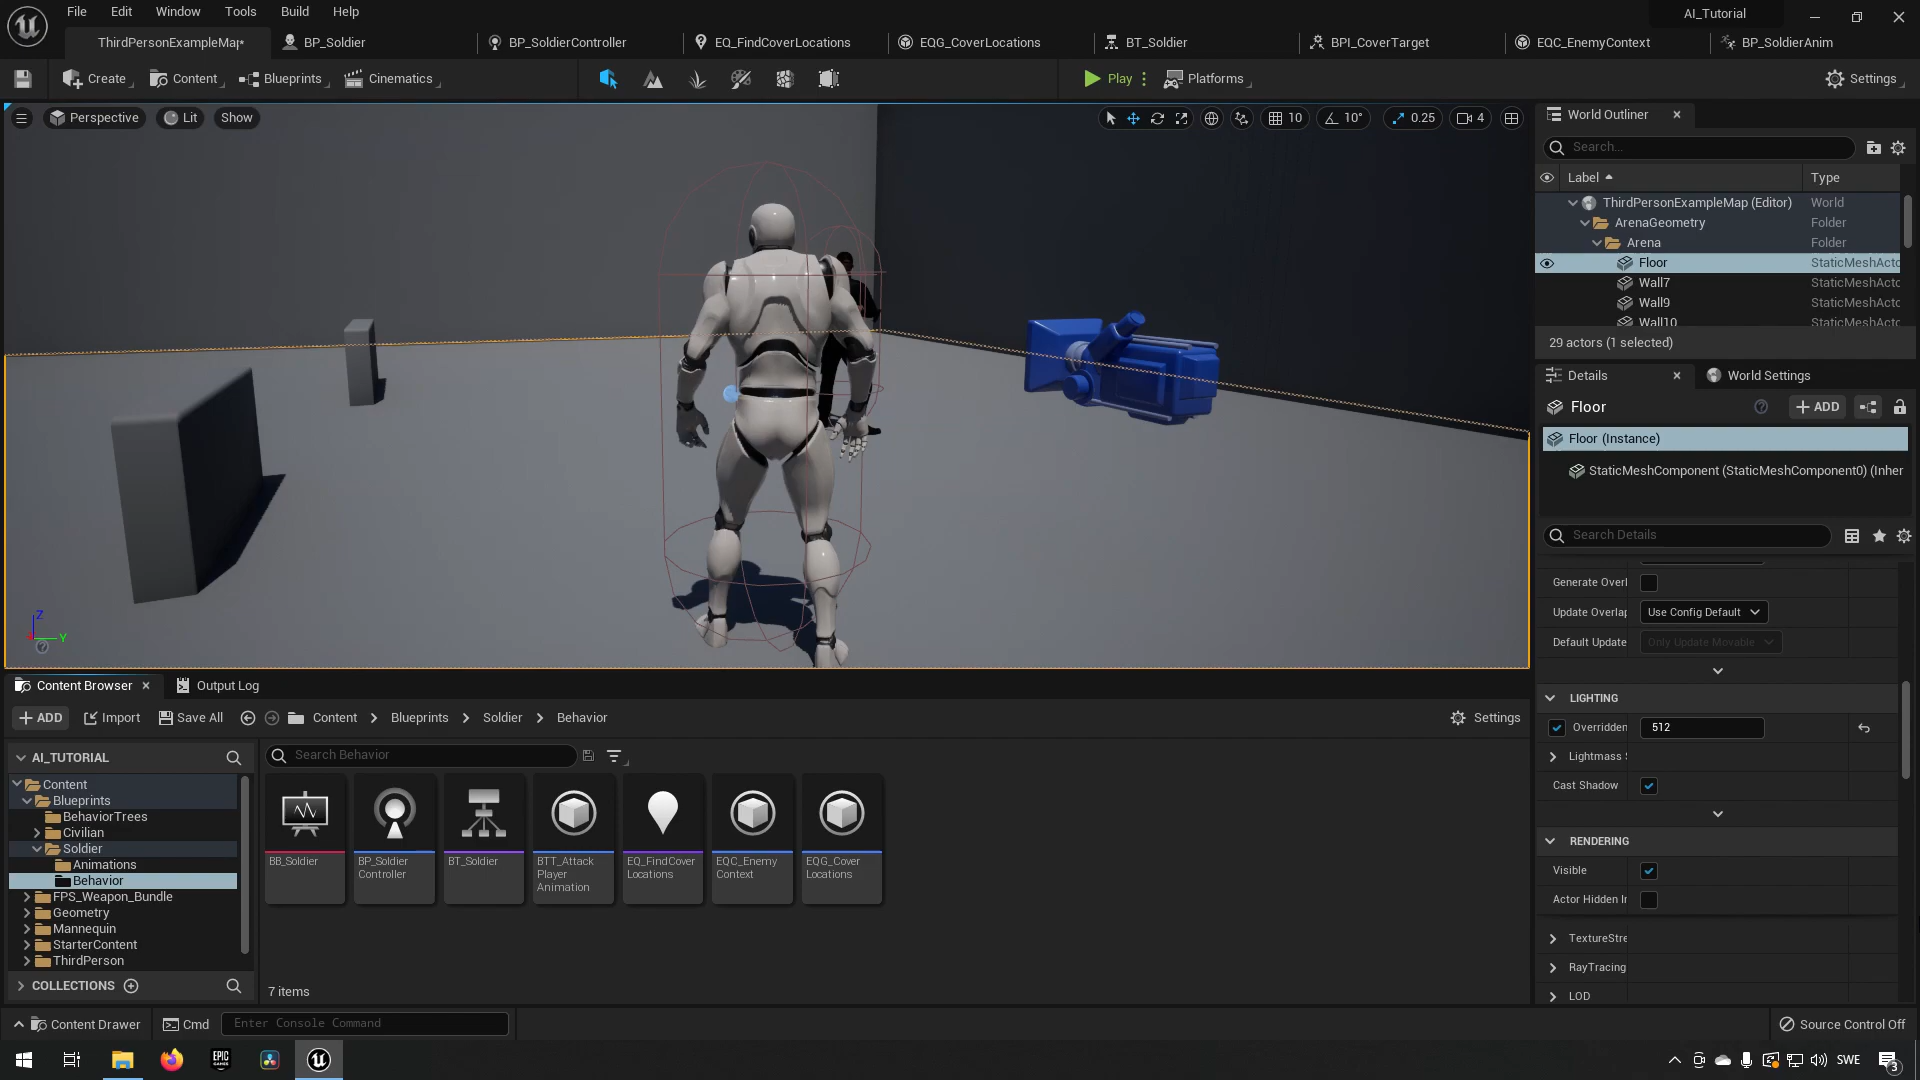 File Edit Window Tools Build Help
AI_Tutorial
ThirdPersonExampleMap* BP_Soldier BP_SoldierController EQ_FindCoverLocations EQG_CoverLocations BT_Soldier BPI_CoverTarget EQC_EnemyContext BP_SoldierAnim
Create Content Blueprints Cinematics Play Platforms Settings
Perspective Lit Show 10 10° 0.25 4
World Outliner
Search...
Label Type
ThirdPersonExampleMap (Editor) World
ArenaGeometry Folder
Arena Folder
Floor StaticMeshActo
Wall7 StaticMeshActo
Wall9 StaticMeshActo
Wall10 StaticMeshActo
29 actors (1 selected)
Details World Settings
Floor ADD
Floor (Instance)
StaticMeshComponent (StaticMeshComponent0) (Inher
Search Details
Generate Overl
Update Overlap Use Config Default
Default Update Only Update Movable
LIGHTING
Overridden 512
Lightmass S
Cast Shadow
RENDERING
Visible
Actor Hidden In
TextureStre
RayTracing
LOD
Z
Y
Content Browser Output Log
ADD Import Save All Content Blueprints Soldier Behavior Settings
AI_TUTORIAL
Search Behavior
Content
Blueprints
BehaviorTrees
Civilian
Soldier
Animations
Behavior
FPS_Weapon_Bundle
Geometry
Mannequin
StarterContent
ThirdPerson
COLLECTIONS
BB_Soldier
BP_Soldier
Controller
BT_Soldier
BTT_Attack
Player
Animation
EQ_FindCover
Locations
EQC_Enemy
Context
EQG_Cover
Locations
7 items
Content Drawer Cmd Enter Console Command Source Control Off
EPIC
GAMES
SWE
3